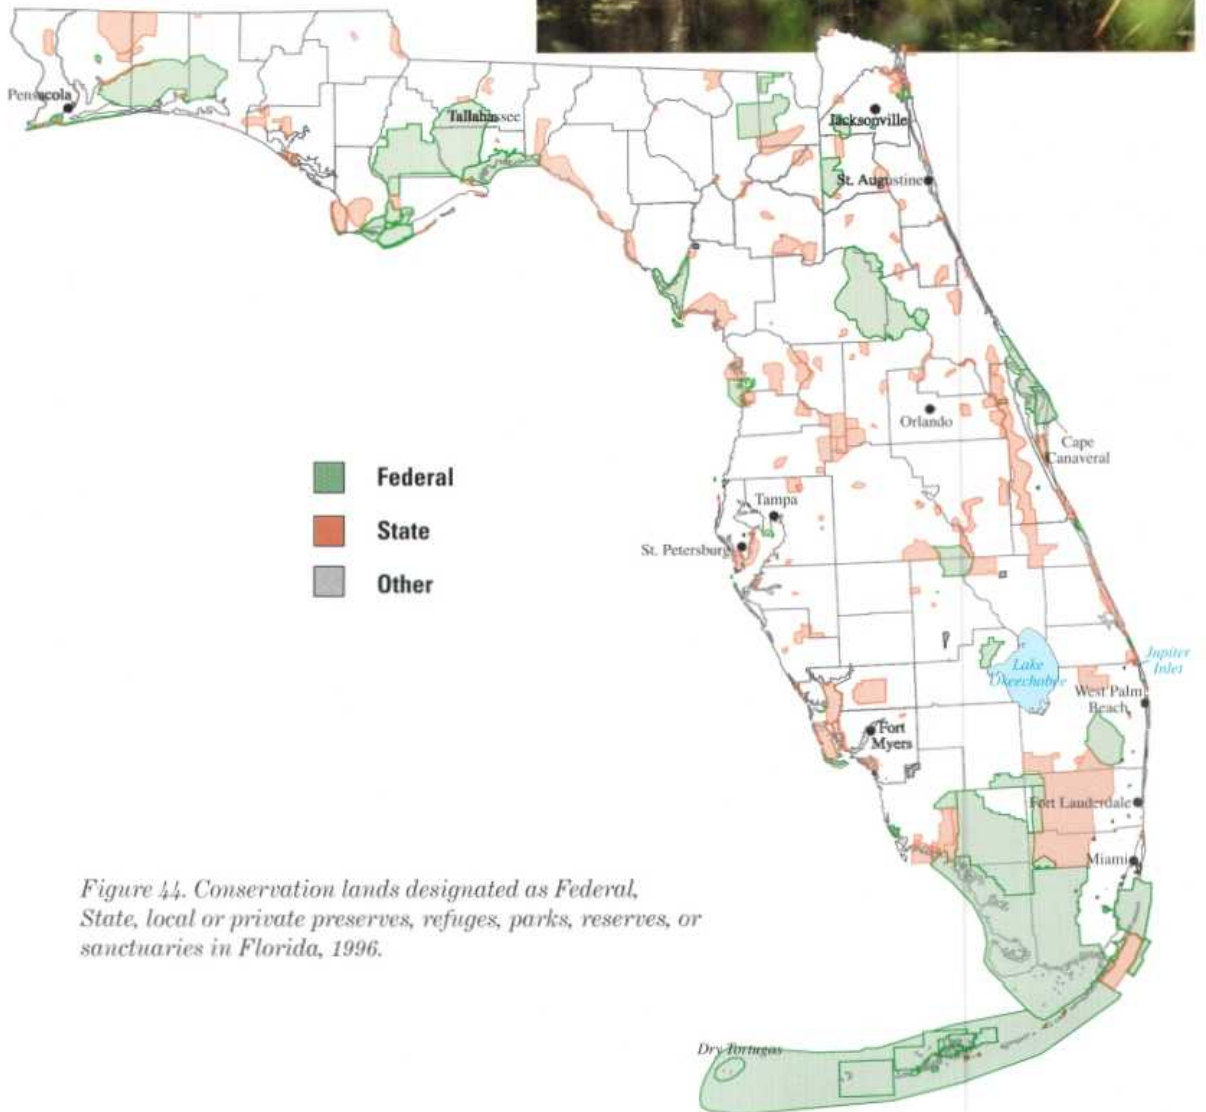 Pensacola
Tallahassee
Jacksonville
St. Augustine
Orlando
Cape
Canaveral
Federal
State
Other
Tampa
St. Petersburg
Lake
Okeechobee
Jupiter
Inlet
West Palm
Beach
Fort
Myers
Fort Lauderdale
Miami
Figure 44. Conservation lands designated as Federal,
State, local or private preserves, refuges, parks, reserves, or
sanctuaries in Florida, 1996.
Dry Tortugas